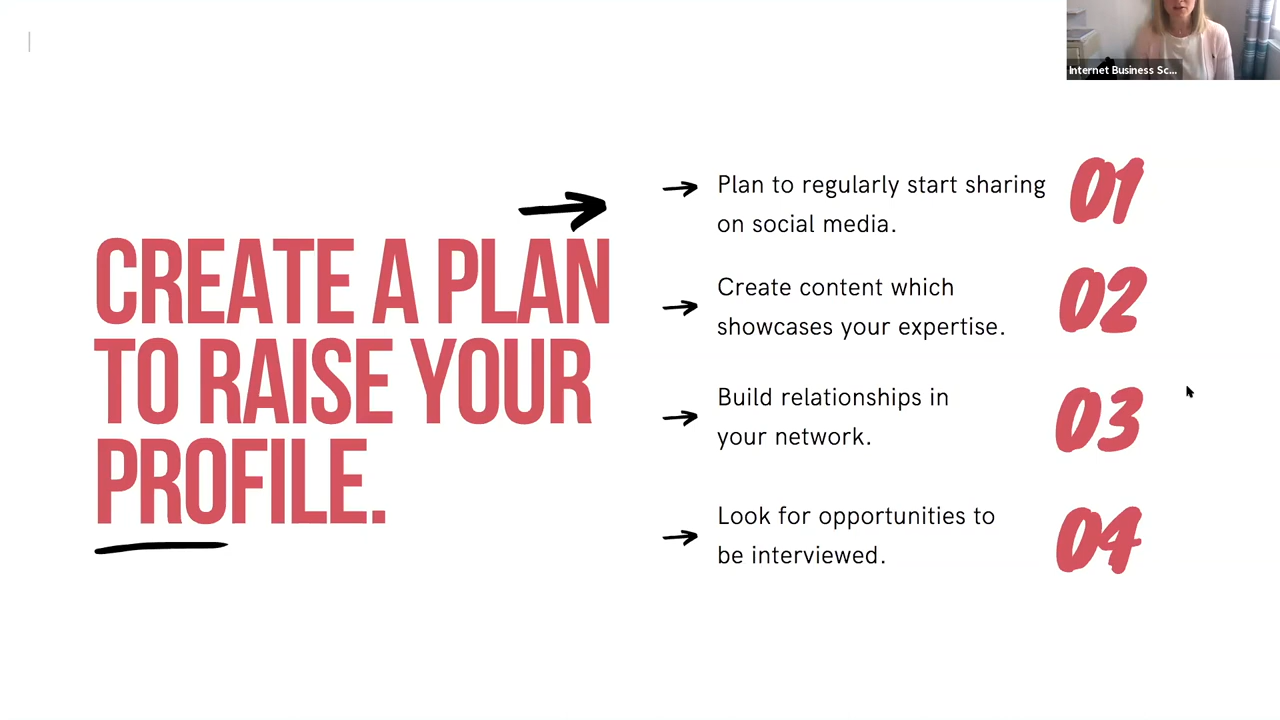 Internet Business Sc...
CREATE A PLAN
TO RAISE YOUR
PROFILE.
Plan to regularly start sharing
on social media.
01
Create content which
showcases your expertise.
02
Build relationships in
your network.
03
Look for opportunities to
be interviewed.
04